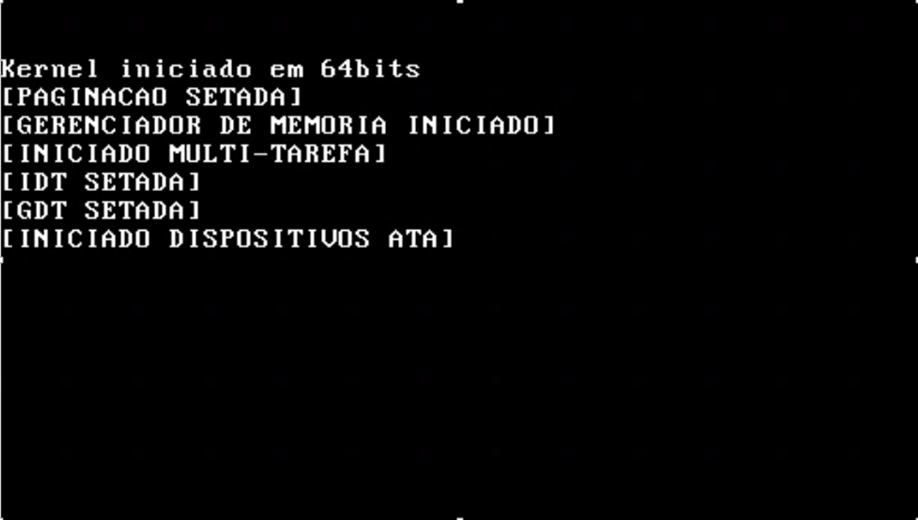 Kernel iniciado em 64bits
[PAGINACAO SETADA]
[GERENCIADOR DE MEMORIA INICIADO]
[INICIADO MULTI-TAREFA]
[IDT SETADA]
[GDT SETADA]
[INICIADO DISPOSITIVOS ATA]